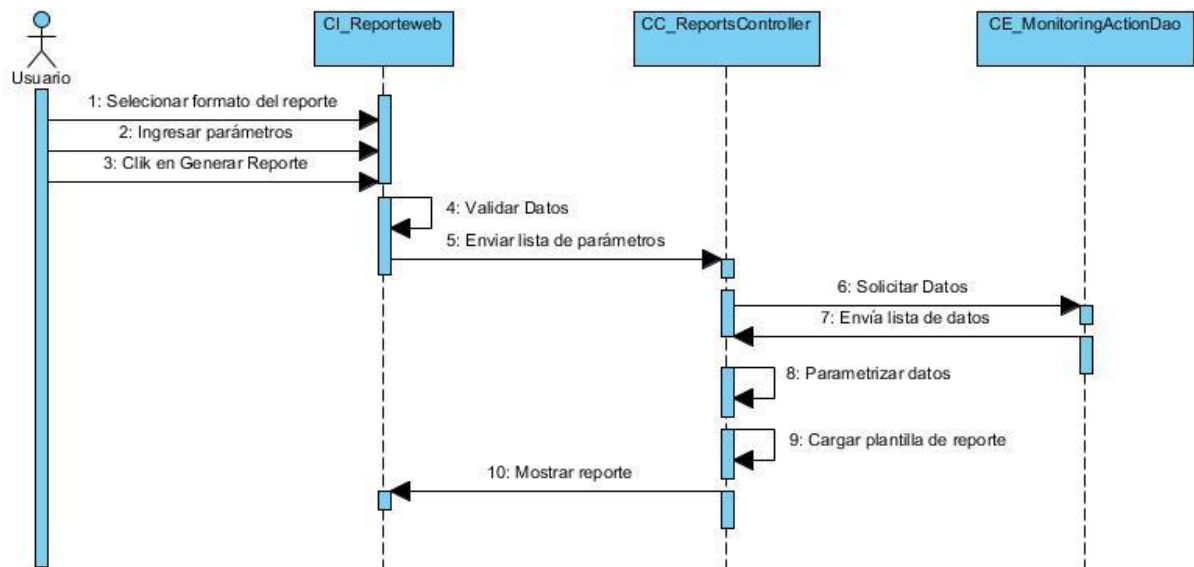 CI_Reporteweb
CC_ReportsController
CE_MonitoringActionDao
Usuario
1: Selecionar formato del reporte
2: Ingresar parámetros
3: Clik en Generar Reporte
4: Validar Datos
5: Enviar lista de parámetros
6: Solicitar Datos
7: Envía lista de datos
8: Parametrizar datos
9: Cargar plantilla de reporte
10: Mostrar reporte